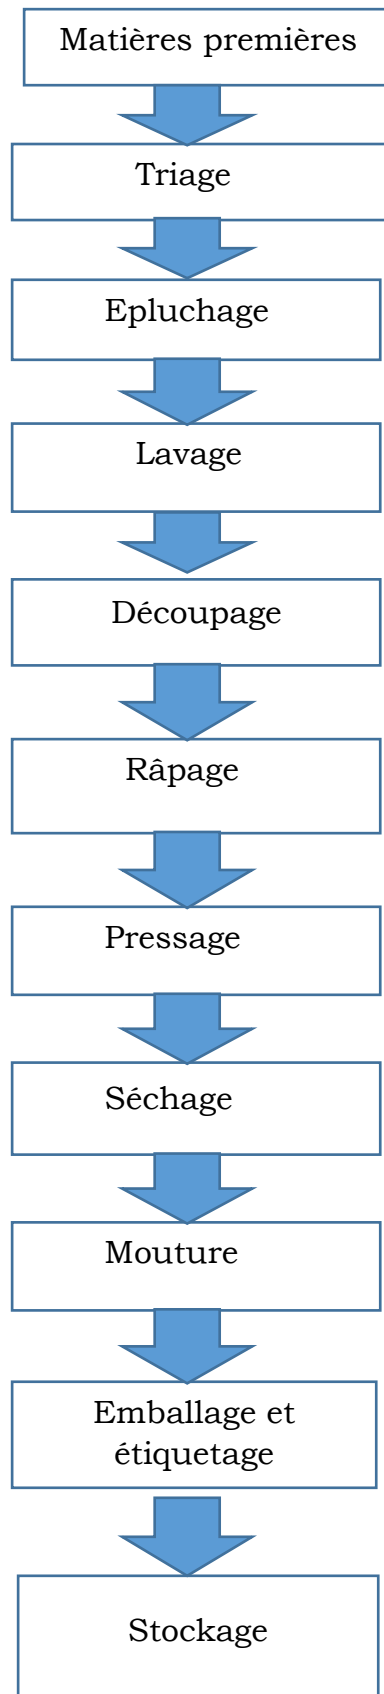 Matières premières
Triage
Epluchage
Lavage
Découpage
Râpage
Pressage
Séchage
Mouture
Emballage et
étiquetage
Stockage